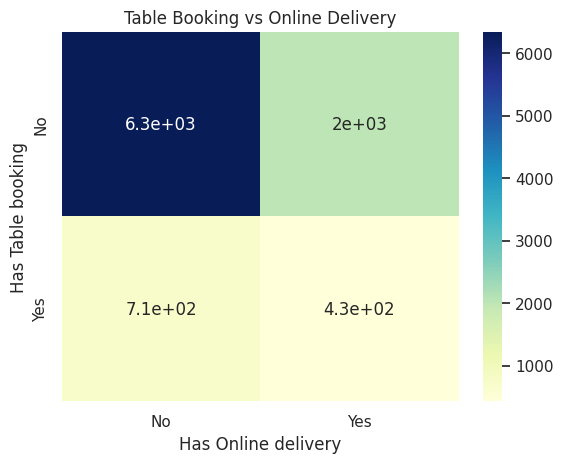 Table Booking vs Online Delivery
Has Table booking
No
Yes
6.3e+03
2e+03
7.1e+02
4.3e+02
No
Yes
Has Online delivery
6000
5000
4000
3000
2000
1000